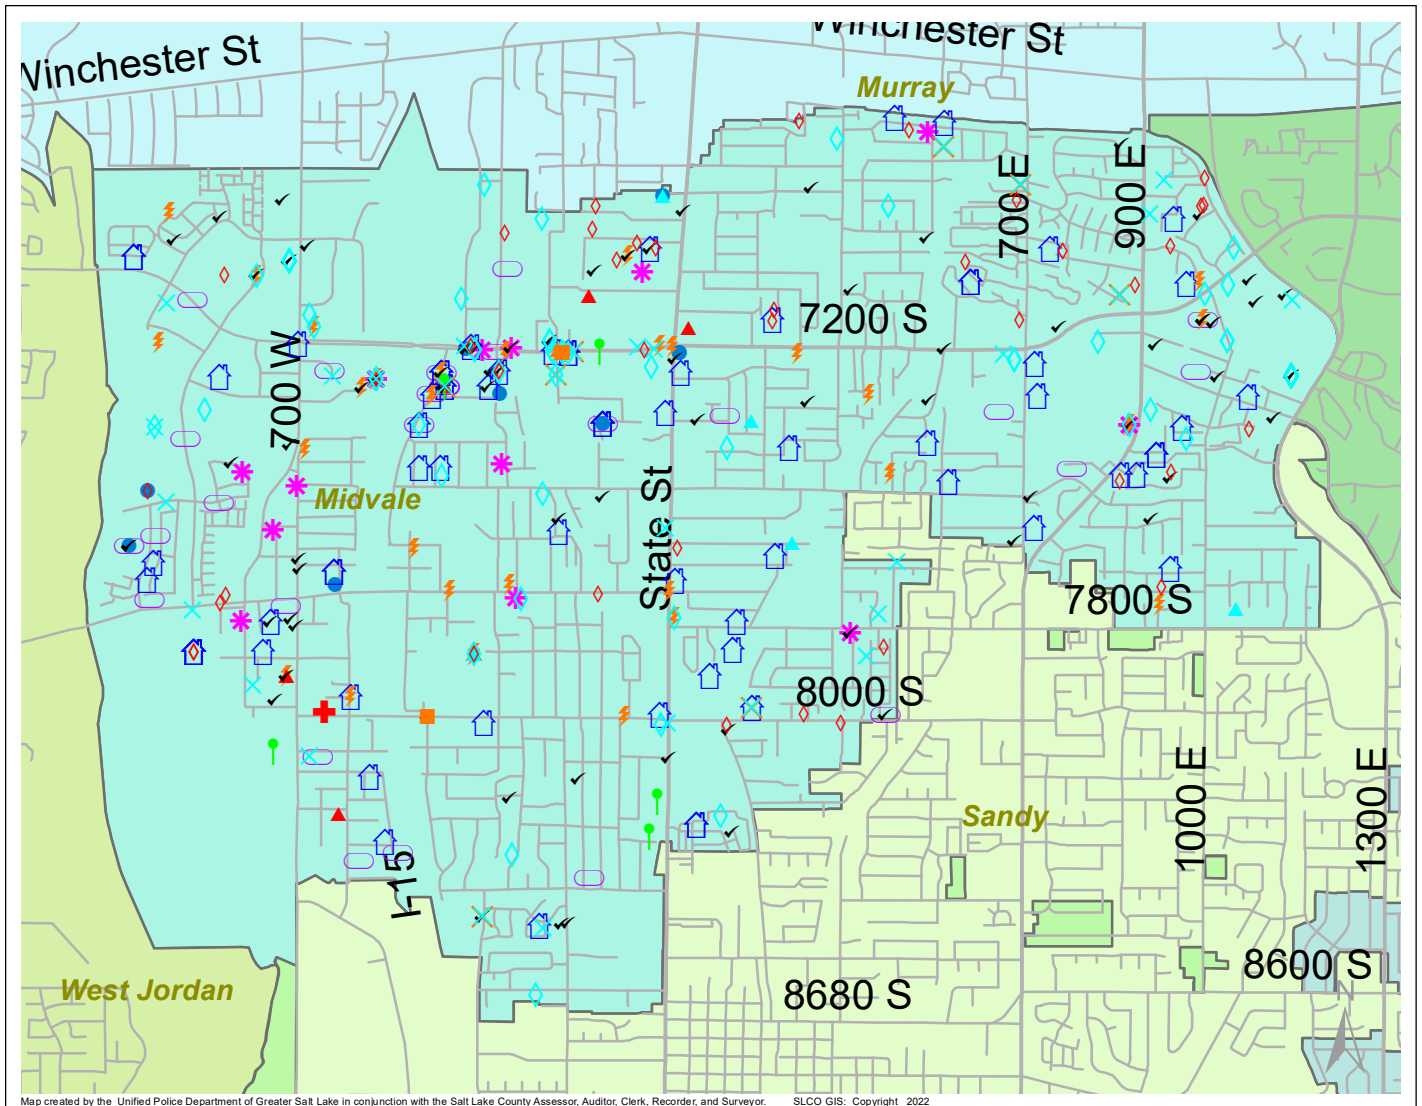 Winchester St
Winchester St
Murray
700 E
900 E
7200 S
700 W
Midvale
State St
7800 S
8000 S
Sandy
1000 E
1300 E
I-15
8600 S
West Jordan
8680 S
Map created by the Unified Police Department of Greater Salt Lake in conjunction with the Salt Lake County Assessor, Auditor, Clerk, Recorder, and Surveyor. SLCO GIS: Copyright 2022